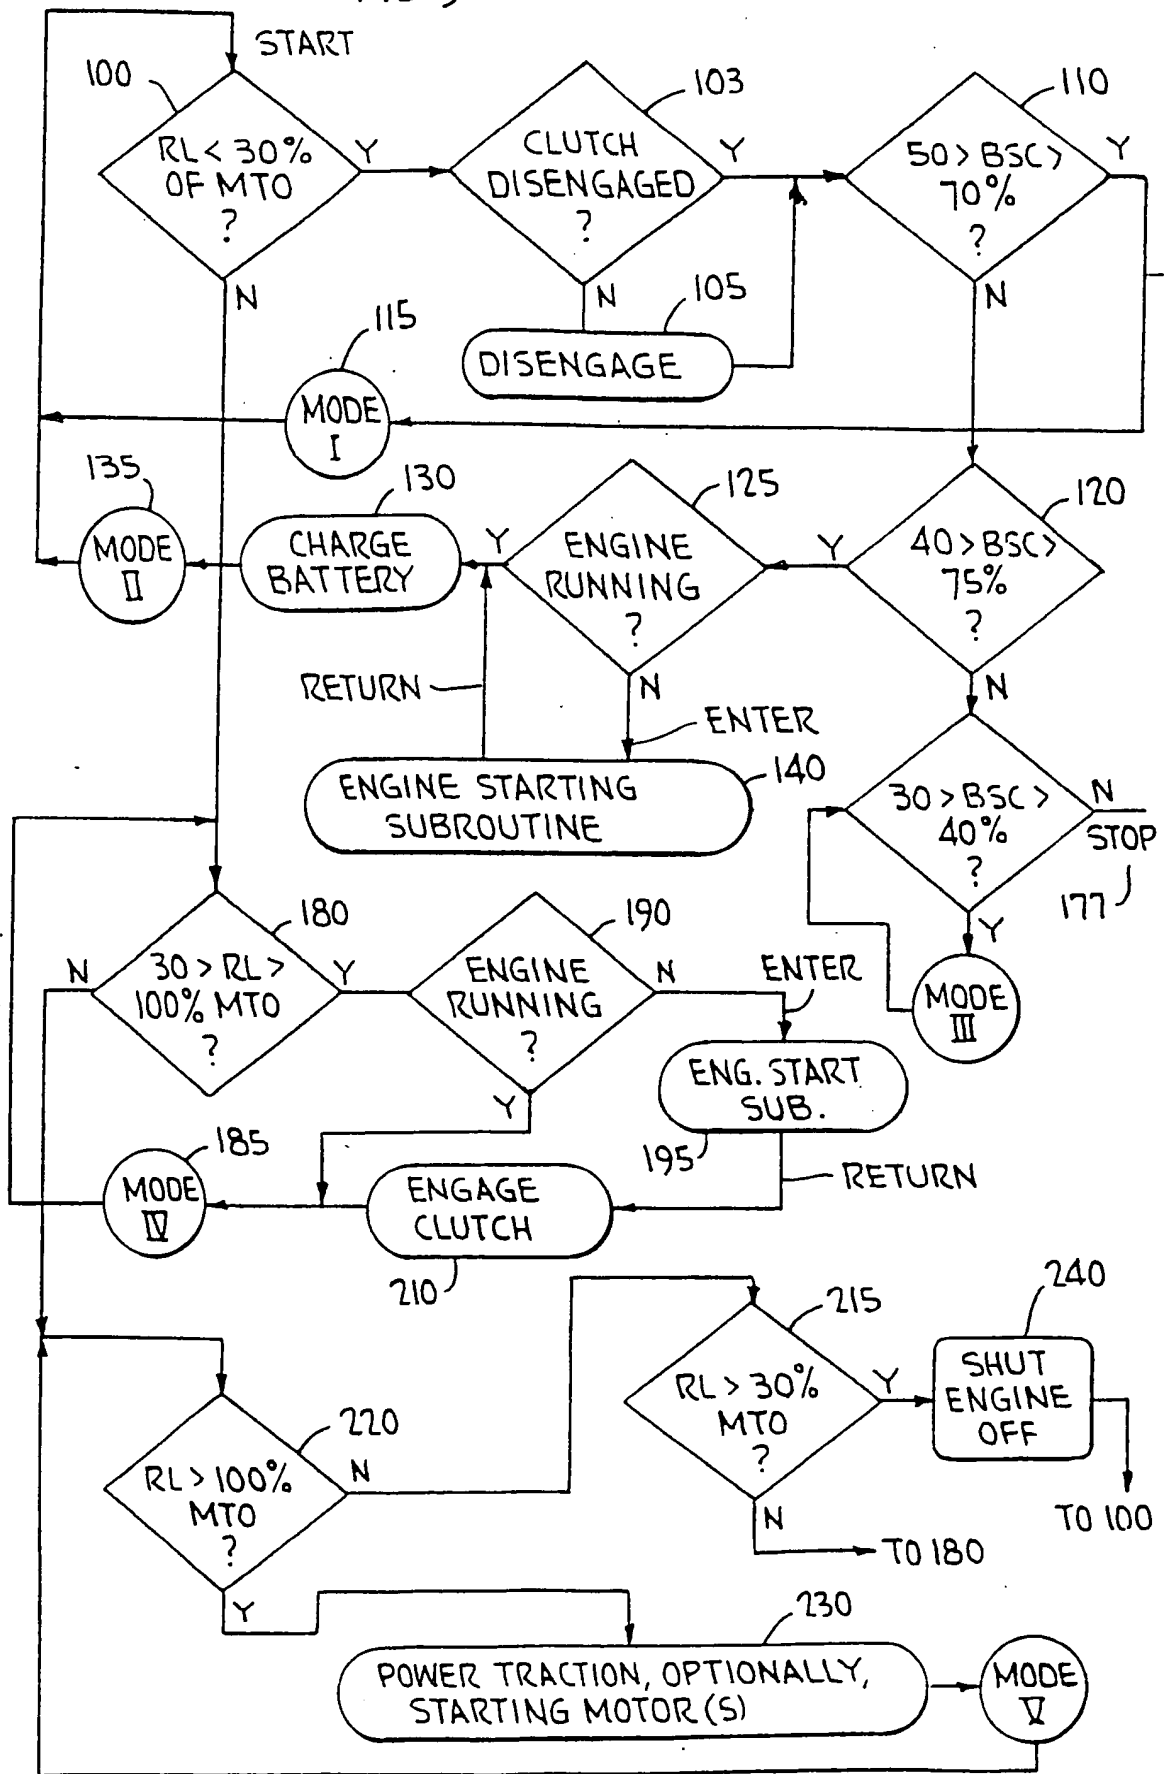 START
100
RL < 30%
OF MTO
?
Y
N
103
CLUTCH
DISENGAGED
?
Y
N
105
DISENGAGE
110
50 > BSC >
70%
?
Y
N
115
MODE
I
120
40 > BSC >
75%
?
Y
N
125
ENGINE
RUNNING
?
Y
N
130
CHARGE
BATTERY
135
MODE
II
RETURN
ENTER
140
ENGINE STARTING
SUBROUTINE
30 > BSC >
40%
?
N
STOP
177
Y
MODE
III
180
30 > RL >
100% MTO
?
N
Y
190
ENGINE
RUNNING
?
N
Y
ENTER
ENG. START
SUB.
195
RETURN
185
MODE
IV
ENGAGE
CLUTCH
210
215
RL > 30%
MTO
?
Y
N
TO 180
240
SHUT
ENGINE
OFF
TO 100
220
RL > 100%
MTO
?
N
Y
230
POWER TRACTION, OPTIONALLY,
STARTING MOTOR(S)
MODE
V